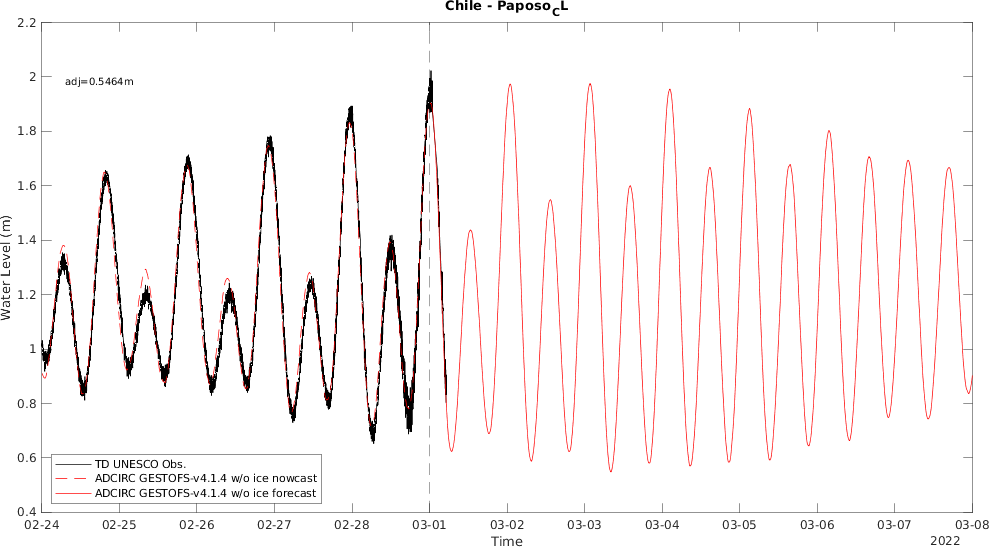 Chile - Paposo_CL
2.2
2
1.8
1.6
1.4
1.2
1
0.8
0.6
0.4
Water Level (m)
adj=0.5464m
TD UNESCO Obs.
ADCIRC GESTOFS-v4.1.4 w/o ice nowcast
ADCIRC GESTOFS-v4.1.4 w/o ice forecast
02-24 02-25 02-26 02-27 02-28 03-01 03-02 03-03 03-04 03-05 03-06 03-07 03-08
Time
2022